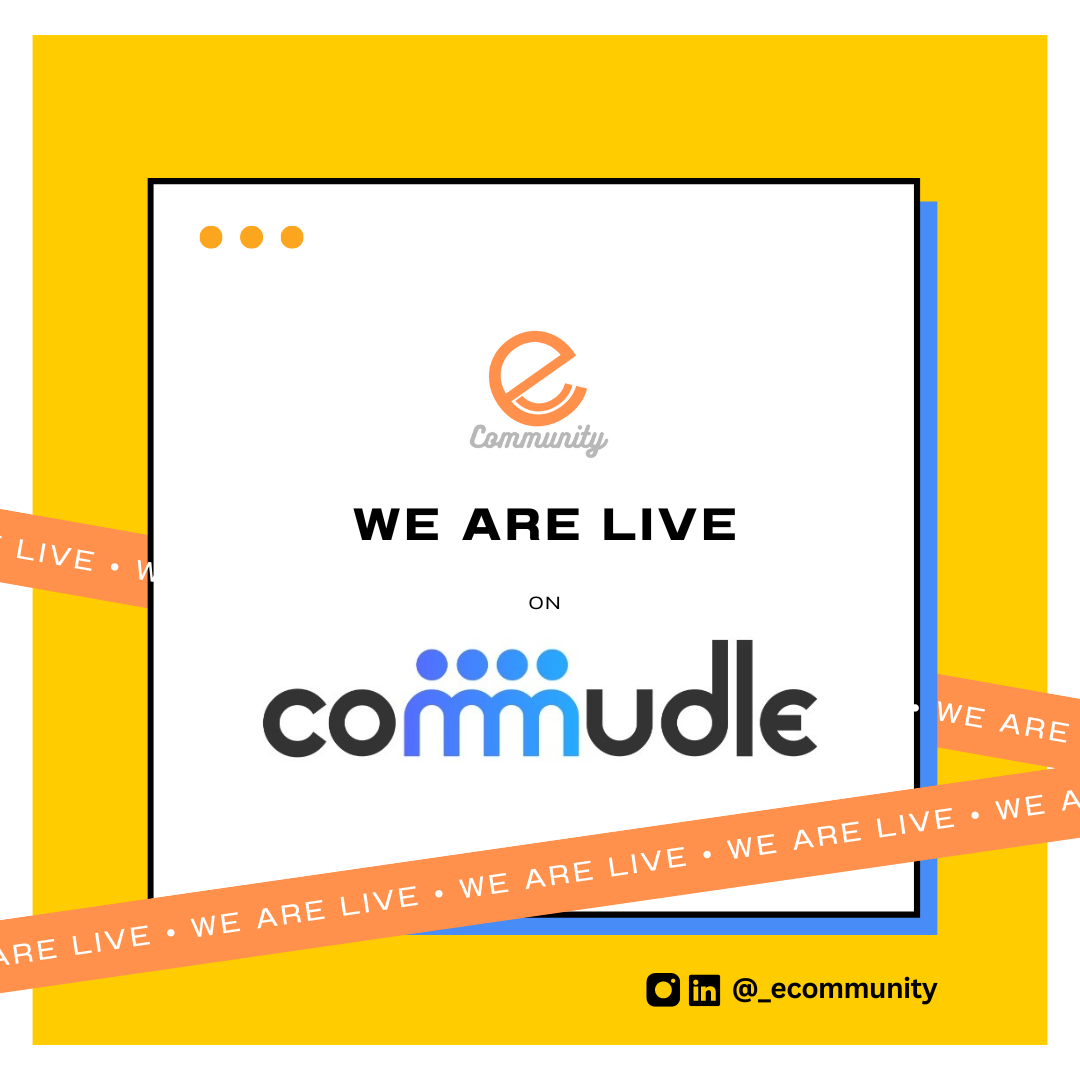 e
Community
WE ARE LIVE
ON
commudle
LIVE • W
• WE ARE
ARE LIVE • WE ARE LIVE • WE ARE LIVE • WE ARE LIVE • WE A
@_ecommunity